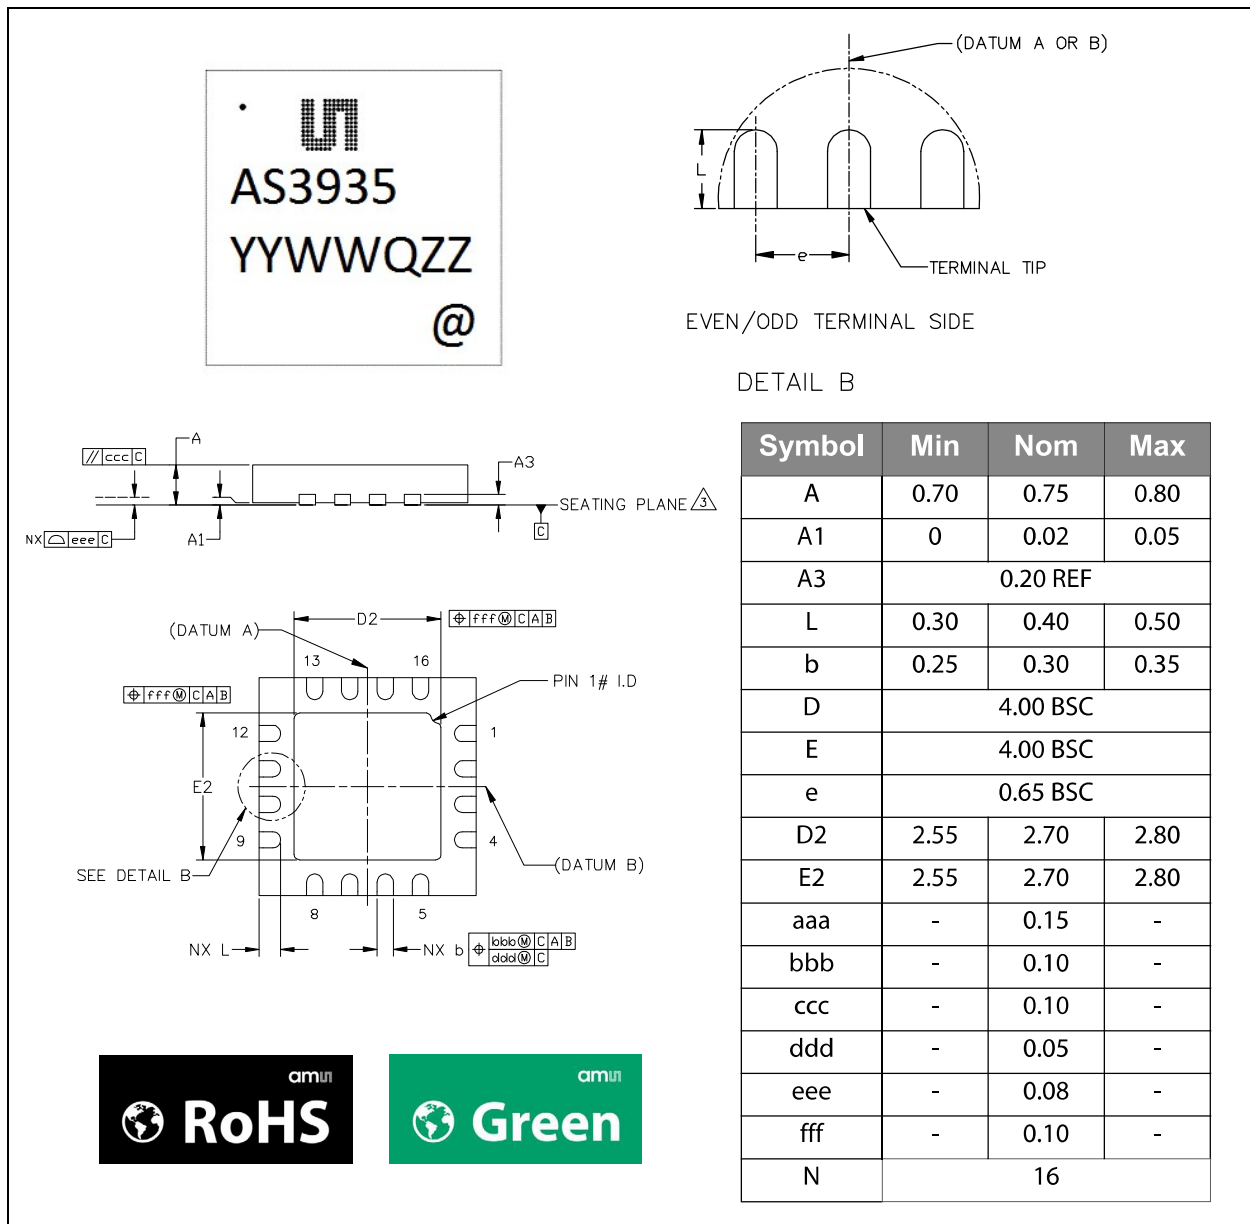 AS3935
YYWWQZZ
@
(DATUM A OR B)
L
e
TERMINAL TIP
EVEN/ODD TERMINAL SIDE
DETAIL B
// ccc C
A
A3
SEATING PLANE 3
C
NX eee C
A1
D2
fff Ⓜ C A B
(DATUM A)
13 16
fff Ⓜ C A B
PIN 1# I.D
12 1
E2
9 4
SEE DETAIL B
(DATUM B)
8 5
NX L
NX b
bbb Ⓜ C A B
ddd Ⓜ C
Symbol Min Nom Max
A 0.70 0.75 0.80
A1 0 0.02 0.05
A3 0.20 REF
L 0.30 0.40 0.50
b 0.25 0.30 0.35
D 4.00 BSC
E 4.00 BSC
e 0.65 BSC
D2 2.55 2.70 2.80
E2 2.55 2.70 2.80
aaa - 0.15 -
bbb - 0.10 -
ccc - 0.10 -
ddd - 0.05 -
eee - 0.08 -
fff - 0.10 -
N 16
am
RoHS
am
Green